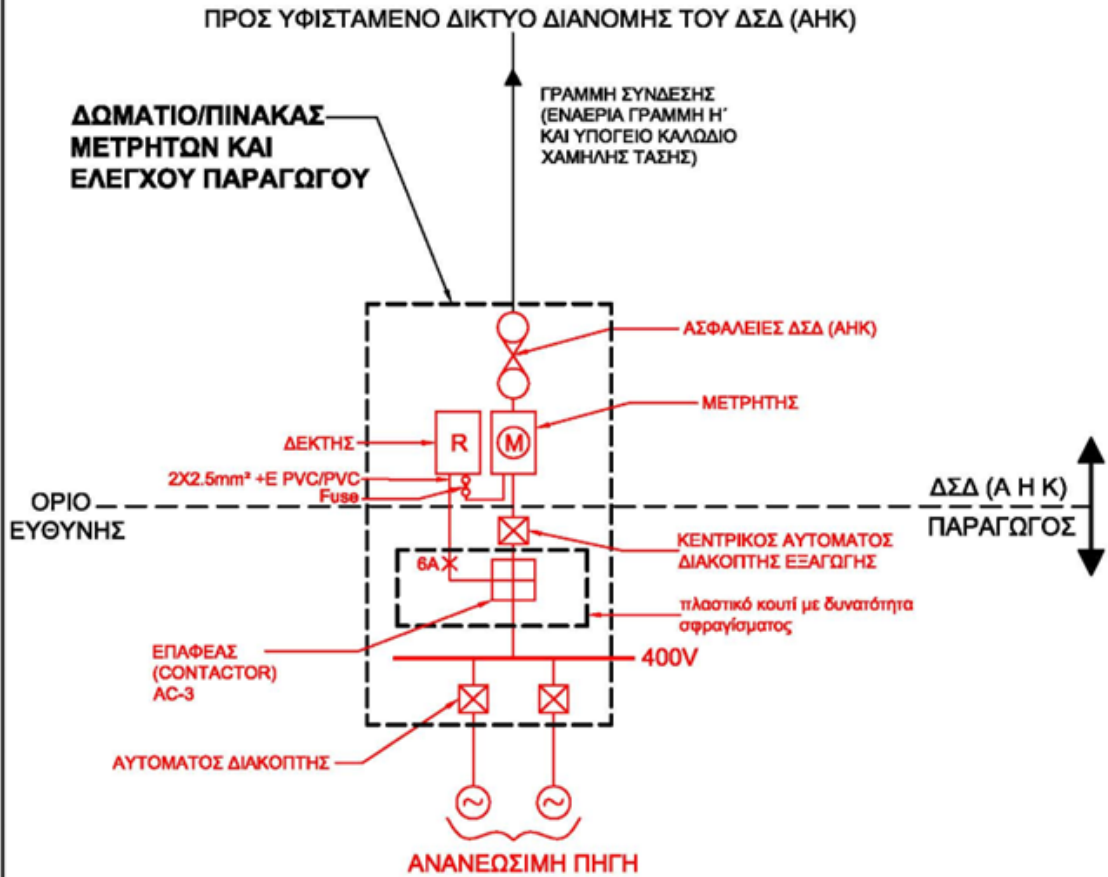 ΠΡΟΣ ΥΦΙΣΤΑΜΕΝΟ ΔΙΚΤΥΟ ΔΙΑΝΟΜΗΣ ΤΟΥ ΔΣΔ (ΑΗΚ)
ΓΡΑΜΜΗ ΣΥΝΔΕΣΗΣ
(ΕΝΑΕΡΙΑ ΓΡΑΜΜΗ Η΄
ΚΑΙ ΥΠΟΓΕΙΟ ΚΑΛΩΔΙΟ
ΧΑΜΗΛΗΣ ΤΑΣΗΣ)
ΔΩΜΑΤΙΟ/ΠΙΝΑΚΑΣ
ΜΕΤΡΗΤΩΝ ΚΑΙ
ΕΛΕΓΧΟΥ ΠΑΡΑΓΩΓΟΥ
ΑΣΦΑΛΕΙΕΣ ΔΣΔ (ΑΗΚ)
ΜΕΤΡΗΤΗΣ
ΔΕΚΤΗΣ
R
M
2X2.5mm² +E PVC/PVC
Fuse
ΟΡΙΟ
ΕΥΘΥΝΗΣ
ΔΣΔ (Α Η Κ)
ΠΑΡΑΓΩΓΟΣ
ΚΕΝΤΡΙΚΟΣ ΑΥΤΟΜΑΤΟΣ
ΔΙΑΚΟΠΤΗΣ ΕΞΑΓΩΓΗΣ
6A
πλαστικό κουτί με δυνατότητα
σφραγίσματος
ΕΠΑΦΕΑΣ
(CONTACTOR)
AC-3
400V
ΑΥΤΟΜΑΤΟΣ ΔΙΑΚΟΠΤΗΣ
ΑΝΑΝΕΩΣΙΜΗ ΠΗΓΗ